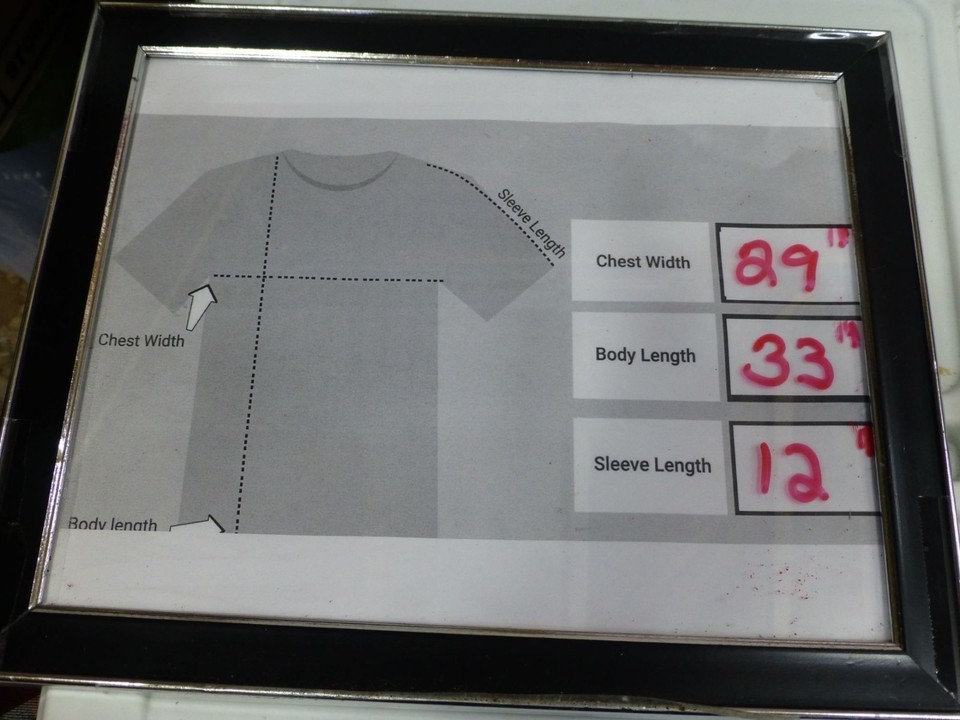 Sleeve Length
Chest Width
Body length
Chest Width 29"
Body Length 33"
Sleeve Length 12"